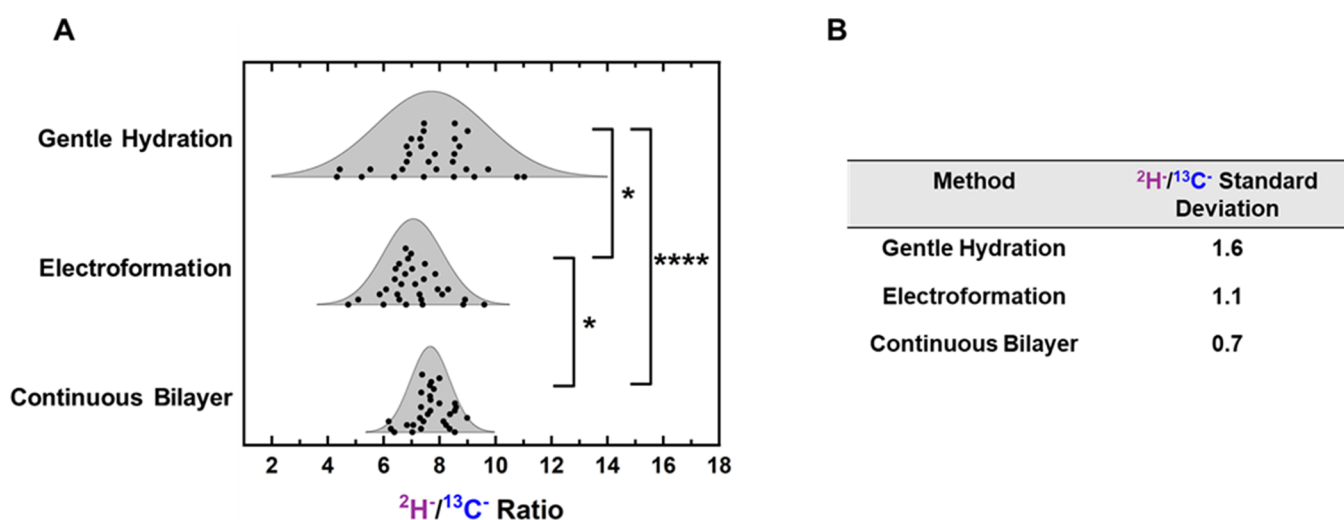 A
Gentle Hydration
Electroformation
Continuous Bilayer
*
****
*
2 4 6 8 10 12 14 16 18
²H⁻/¹³C⁻ Ratio
B
Method ²H⁻/¹³C⁻ Standard
Deviation
Gentle Hydration 1.6
Electroformation 1.1
Continuous Bilayer 0.7